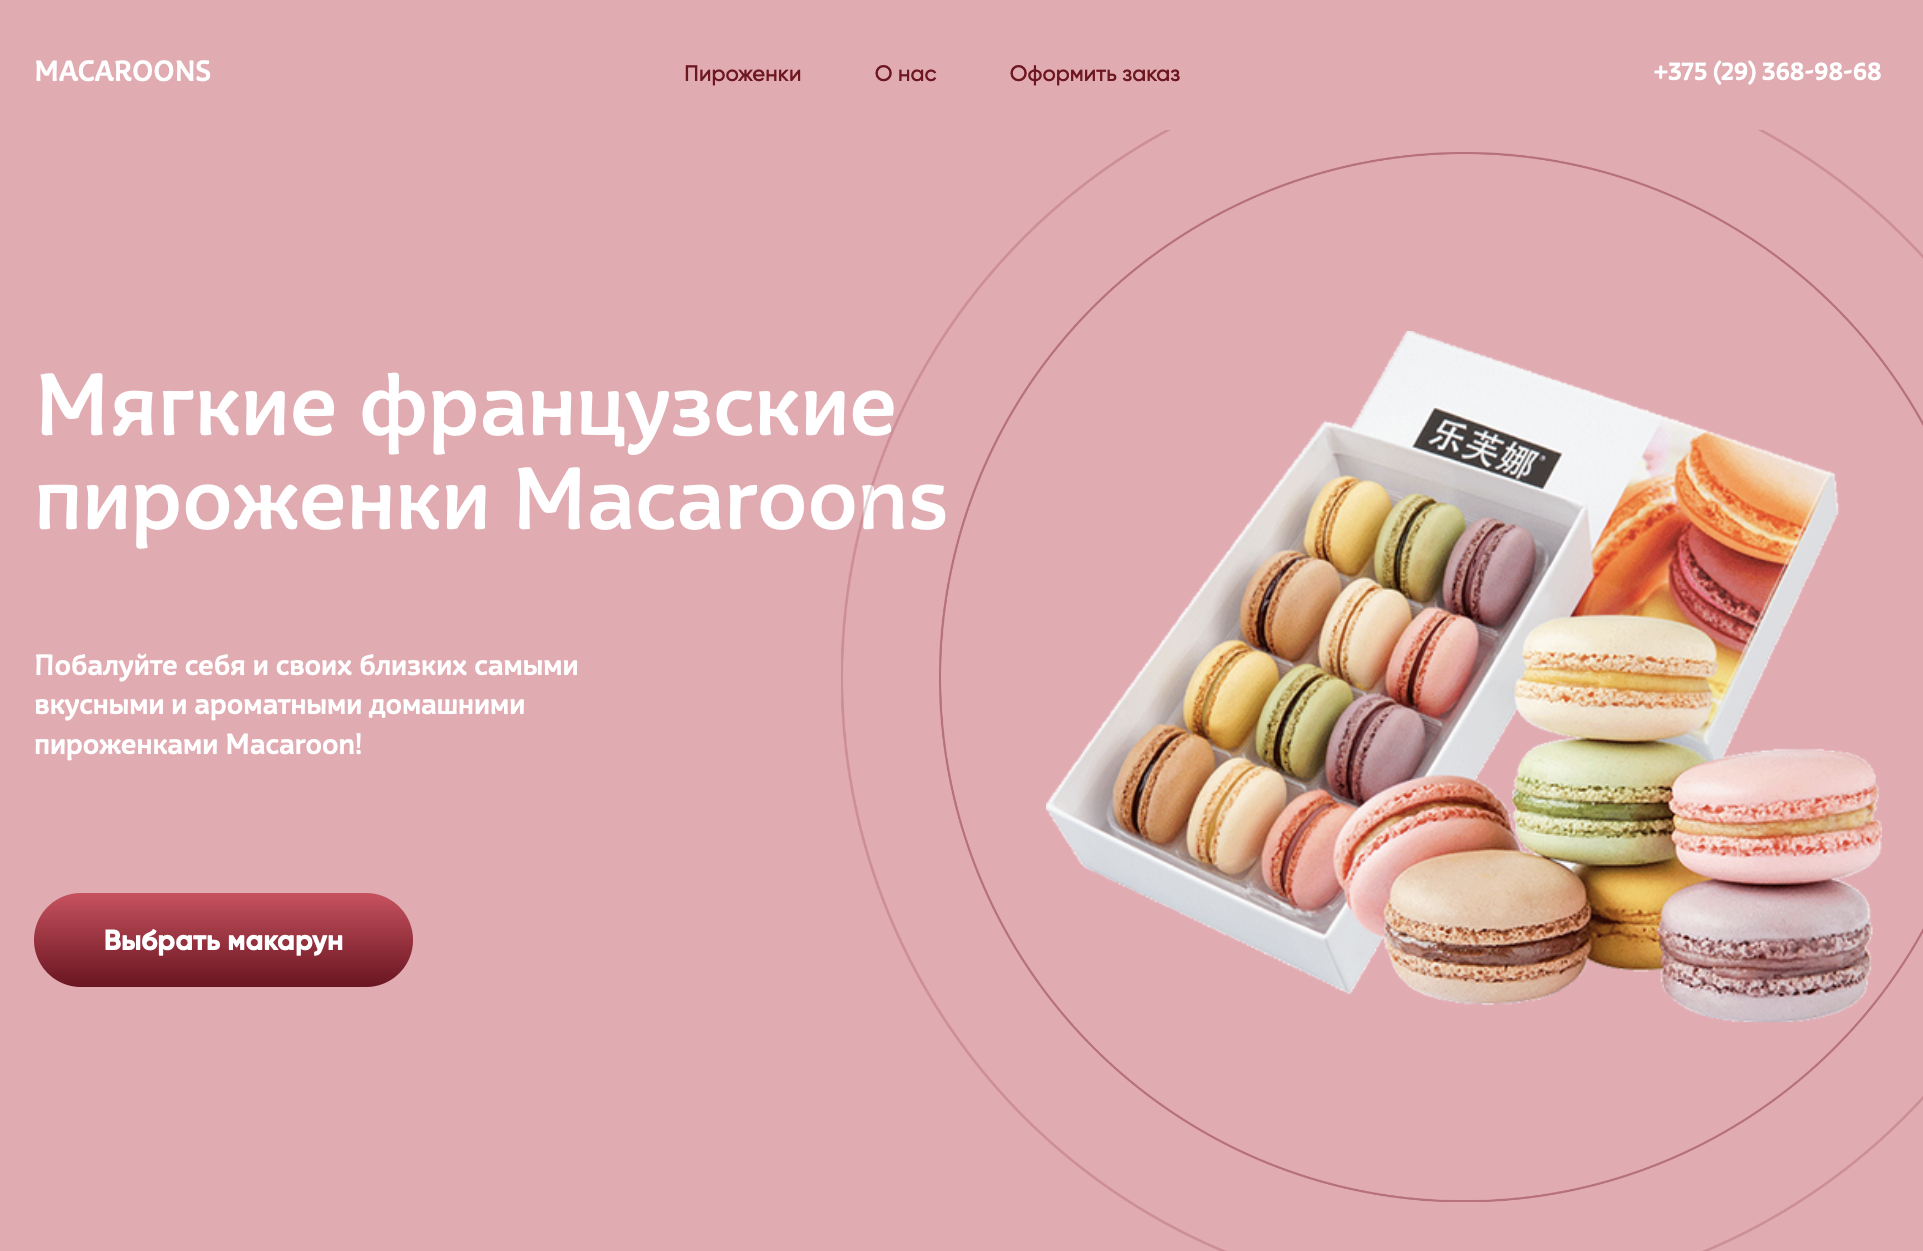 MACAROONS
Пироженки
О нас
Оформить заказ
+375 (29) 368-98-68
Мягкие французские
пироженки Macaroons
乐芙娜
Побалуйте себя и своих близких самыми
вкусными и ароматными домашними
пироженками Macaroon!
Выбрать макарун